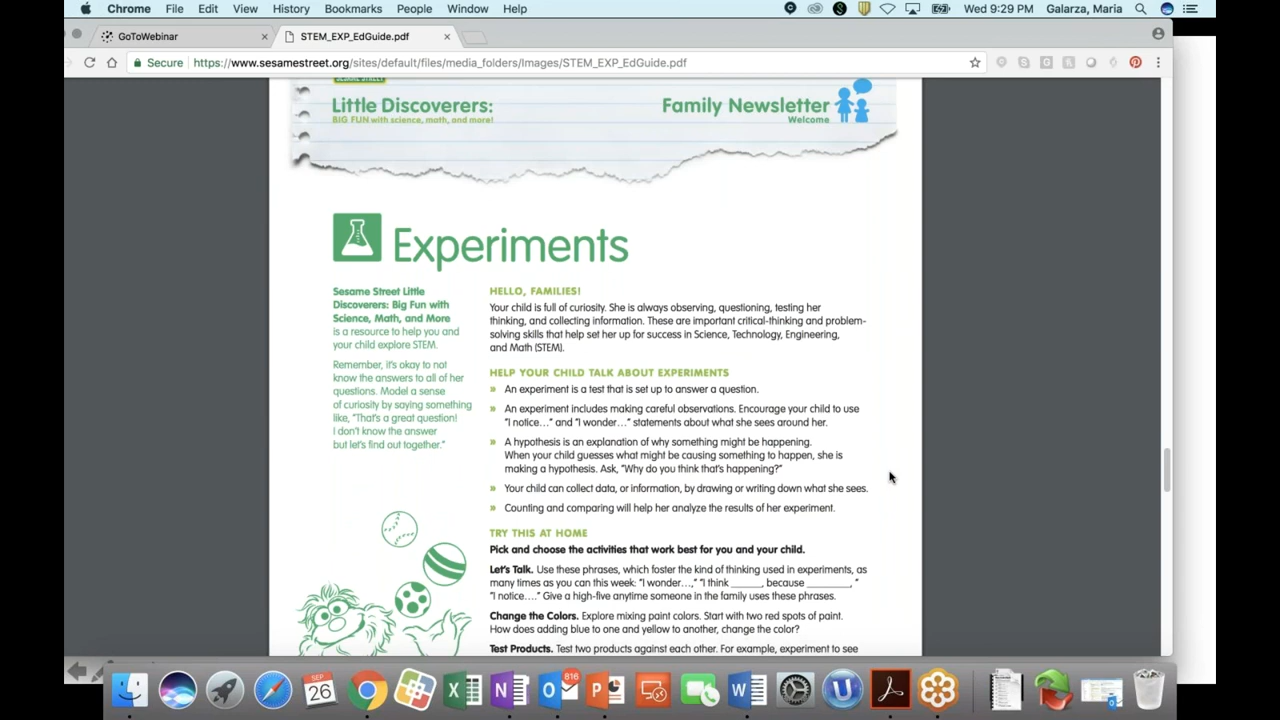 Chrome File Edit View History Bookmarks People Window Help Wed 9:29 PM Galarza, Maria
GoToWebinar STEM_EXP_EdGuide.pdf
Secure https://www.sesamestreet.org/sites/default/files/media_folders/Images/STEM_EXP_EdGuide.pdf
SESAME STREET
Little Discoverers:
BIG FUN with science, math, and more!
Family Newsletter
Welcome
Experiments
Sesame Street Little
Discoverers: Big Fun with
Science, Math, and More
is a resource to help you and
your child explore STEM.
Remember, it's okay to not
know the answers to all of her
questions. Model a sense
of curiosity by saying something
like, "That's a great question!
I don't know the answer
but let's find out together."
HELLO, FAMILIES!
Your child is full of curiosity. She is always observing, questioning, testing her
thinking, and collecting information. These are important critical-thinking and problem-
solving skills that help set her up for success in Science, Technology, Engineering,
and Math (STEM).
HELP YOUR CHILD TALK ABOUT EXPERIMENTS
» An experiment is a test that is set up to answer a question.
» An experiment includes making careful observations. Encourage your child to use
"I notice…" and "I wonder…" statements about what she sees around her.
» A hypothesis is an explanation of why something might be happening.
When your child guesses what might be causing something to happen, she is
making a hypothesis. Ask, "Why do you think that's happening?"
» Your child can collect data, or information, by drawing or writing down what she sees.
» Counting and comparing will help her analyze the results of her experiment.
TRY THIS AT HOME
Pick and choose the activities that work best for you and your child.
Let's Talk. Use these phrases, which foster the kind of thinking used in experiments, as
many times as you can this week: "I wonder…," "I think _____, because ________, "
"I notice…." Give a high-five anytime someone in the family uses these phrases.
Change the Colors. Explore mixing paint colors. Start with two red spots of paint.
How does adding blue to one and yellow to another, change the color?
Test Products. Test two products against each other. For example, experiment to see
SEP
26
816